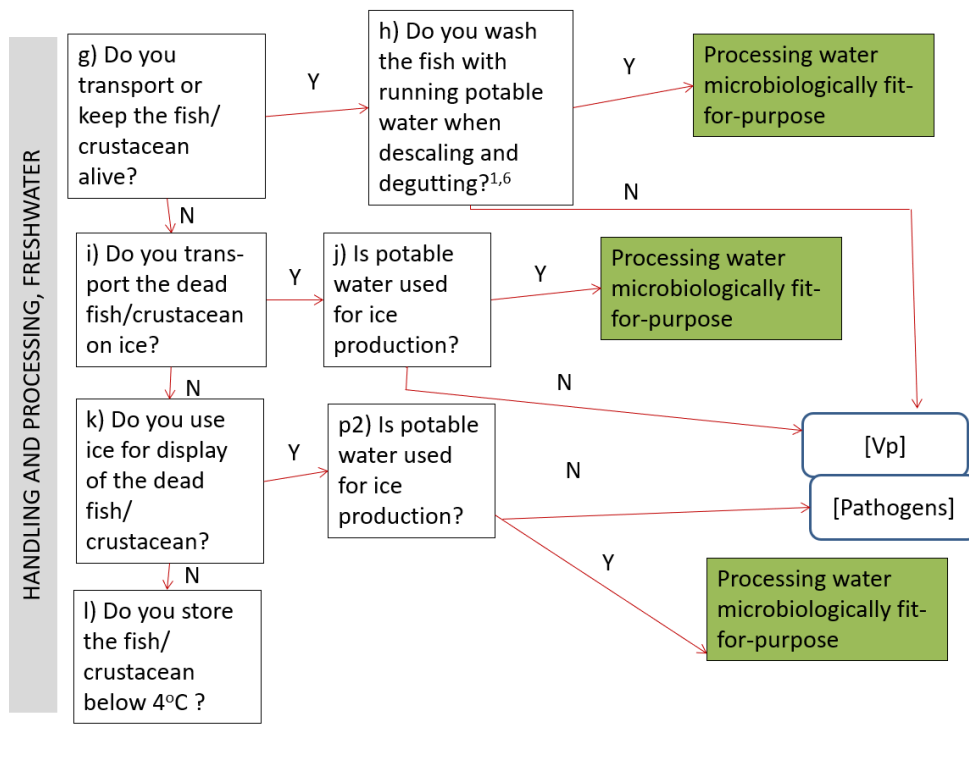 HANDLING AND PROCESSING, FRESHWATER
g) Do you
transport or
keep the fish/
crustacean
alive?
Y
h) Do you wash
the fish with
running potable
water when
descaling and
degutting?1,6
Y
Processing water
microbiologically fit-
for-purpose
N
N
i) Do you trans-
port the dead
fish/crustacean
on ice?
Y
j) Is potable
water used
for ice
production?
Y
Processing water
microbiologically fit-
for-purpose
N
N
k) Do you use
ice for display
of the dead
fish/
crustacean?
Y
p2) Is potable
water used
for ice
production?
N
[Vp]
[Pathogens]
Y
Processing water
microbiologically fit-
for-purpose
N
l) Do you store
the fish/
crustacean
below 4oC ?